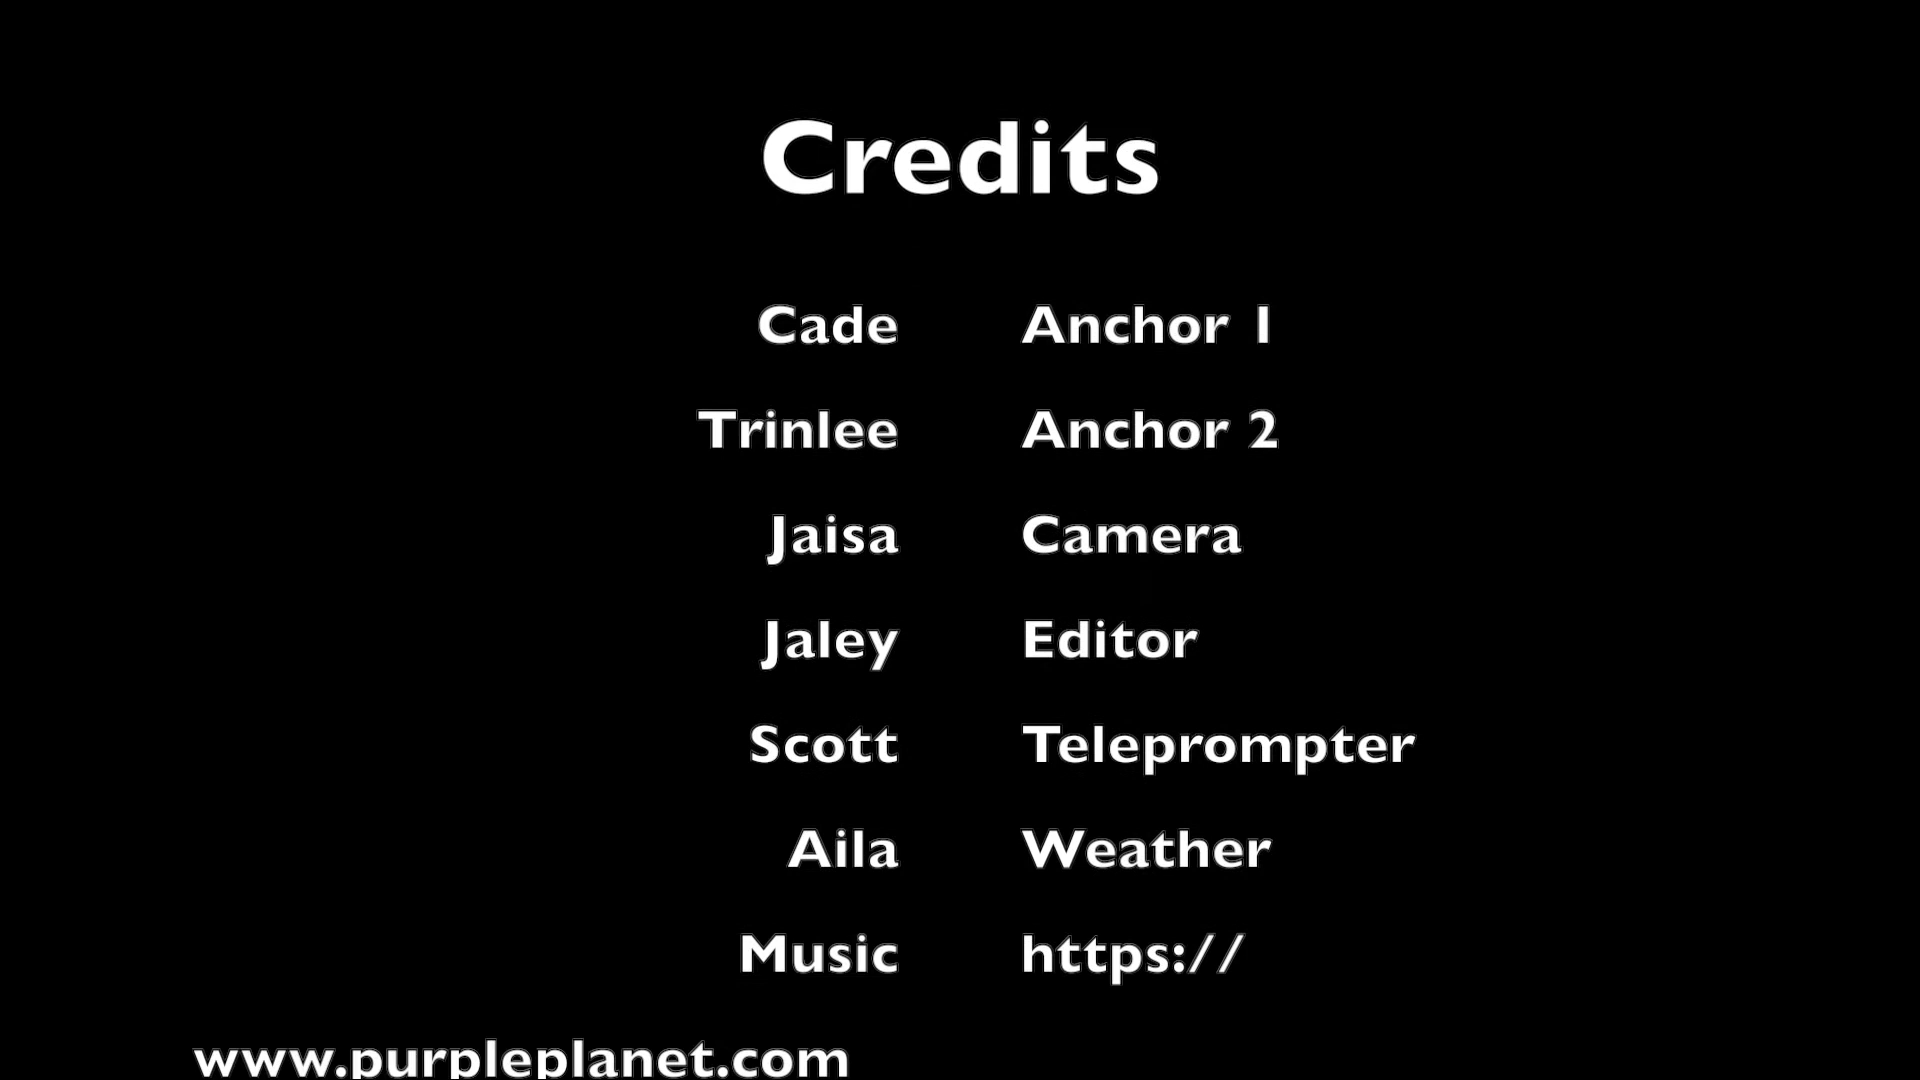 Credits
Cade Anchor 1
Trinlee Anchor 2
Jaisa Camera
Jaley Editor
Scott Teleprompter
Aila Weather
Music https://
www.purpleplanet.com